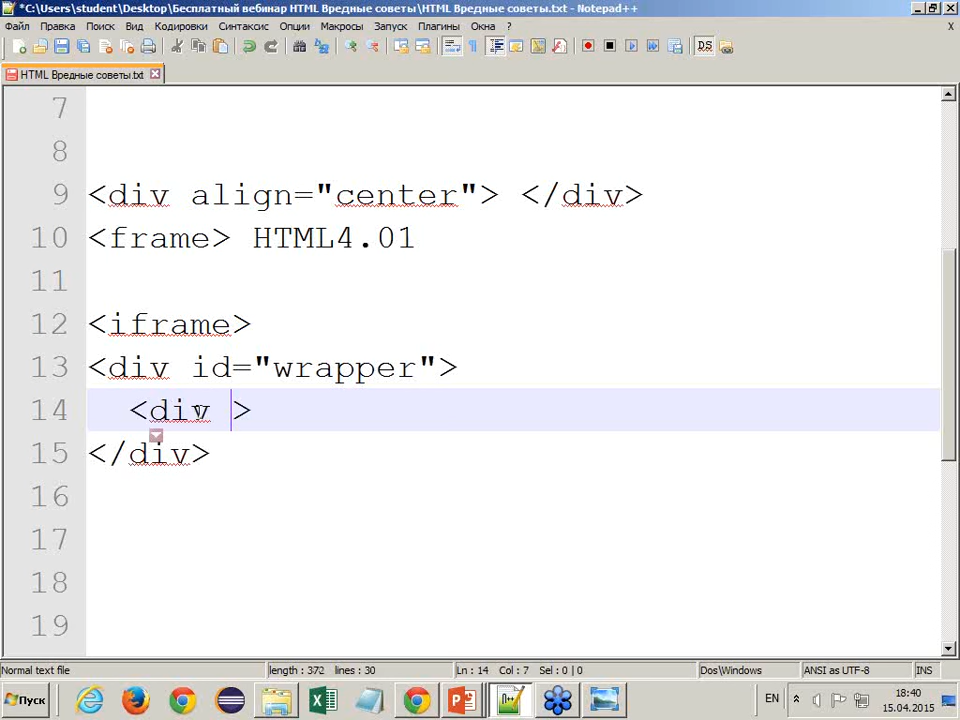 *C:\Users\student\Desktop\Бесплатный вебинар HTML Вредные советы\HTML Вредные советы.txt - Notepad++
Файл Правка Поиск Вид Кодировки Синтаксис Опции Макросы Запуск Плагины Окна ? X
HTML Вредные советы.txt
7
8
9 <div align="center"> </div>
10 <frame> HTML4.01
11
12 <iframe>
13 <div id="wrapper">
14 <div >
15 </div>
16
17
18
19
Normal text file length : 372 lines : 30 Ln : 14 Col : 7 Sel : 0 | 0 Dos\Windows ANSI as UTF-8 INS
Пуск EN 18:40
15.04.2015